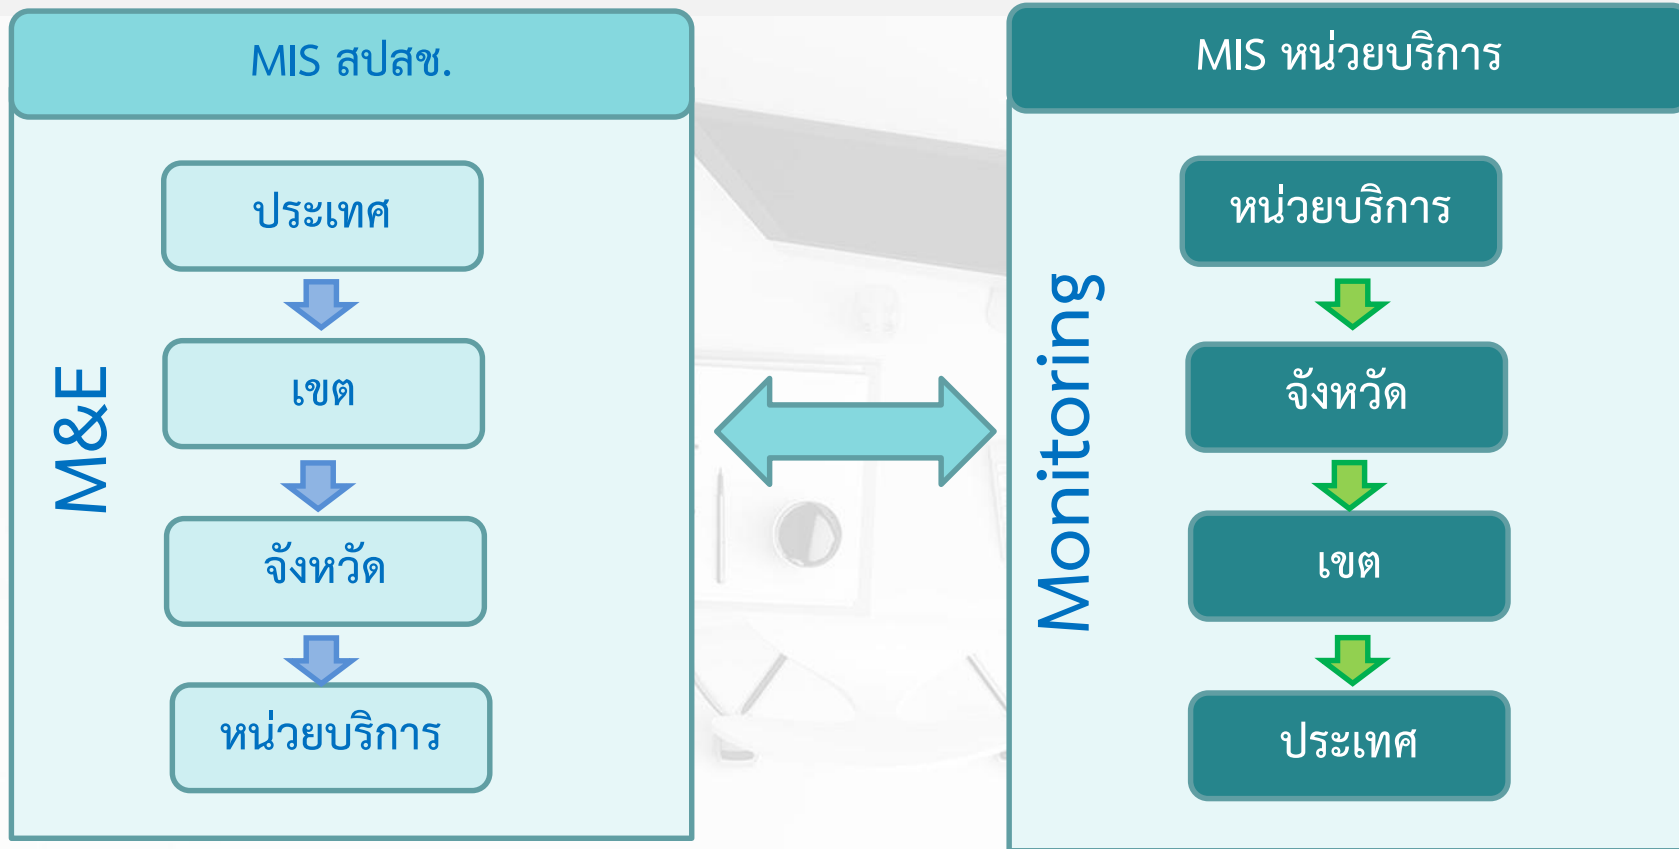 MIS สปสช.
M&E
ประเทศ
เขต
จังหวัด
หน่วยบริการ
MIS หน่วยบริการ
Monitoring
หน่วยบริการ
จังหวัด
เขต
ประเทศ